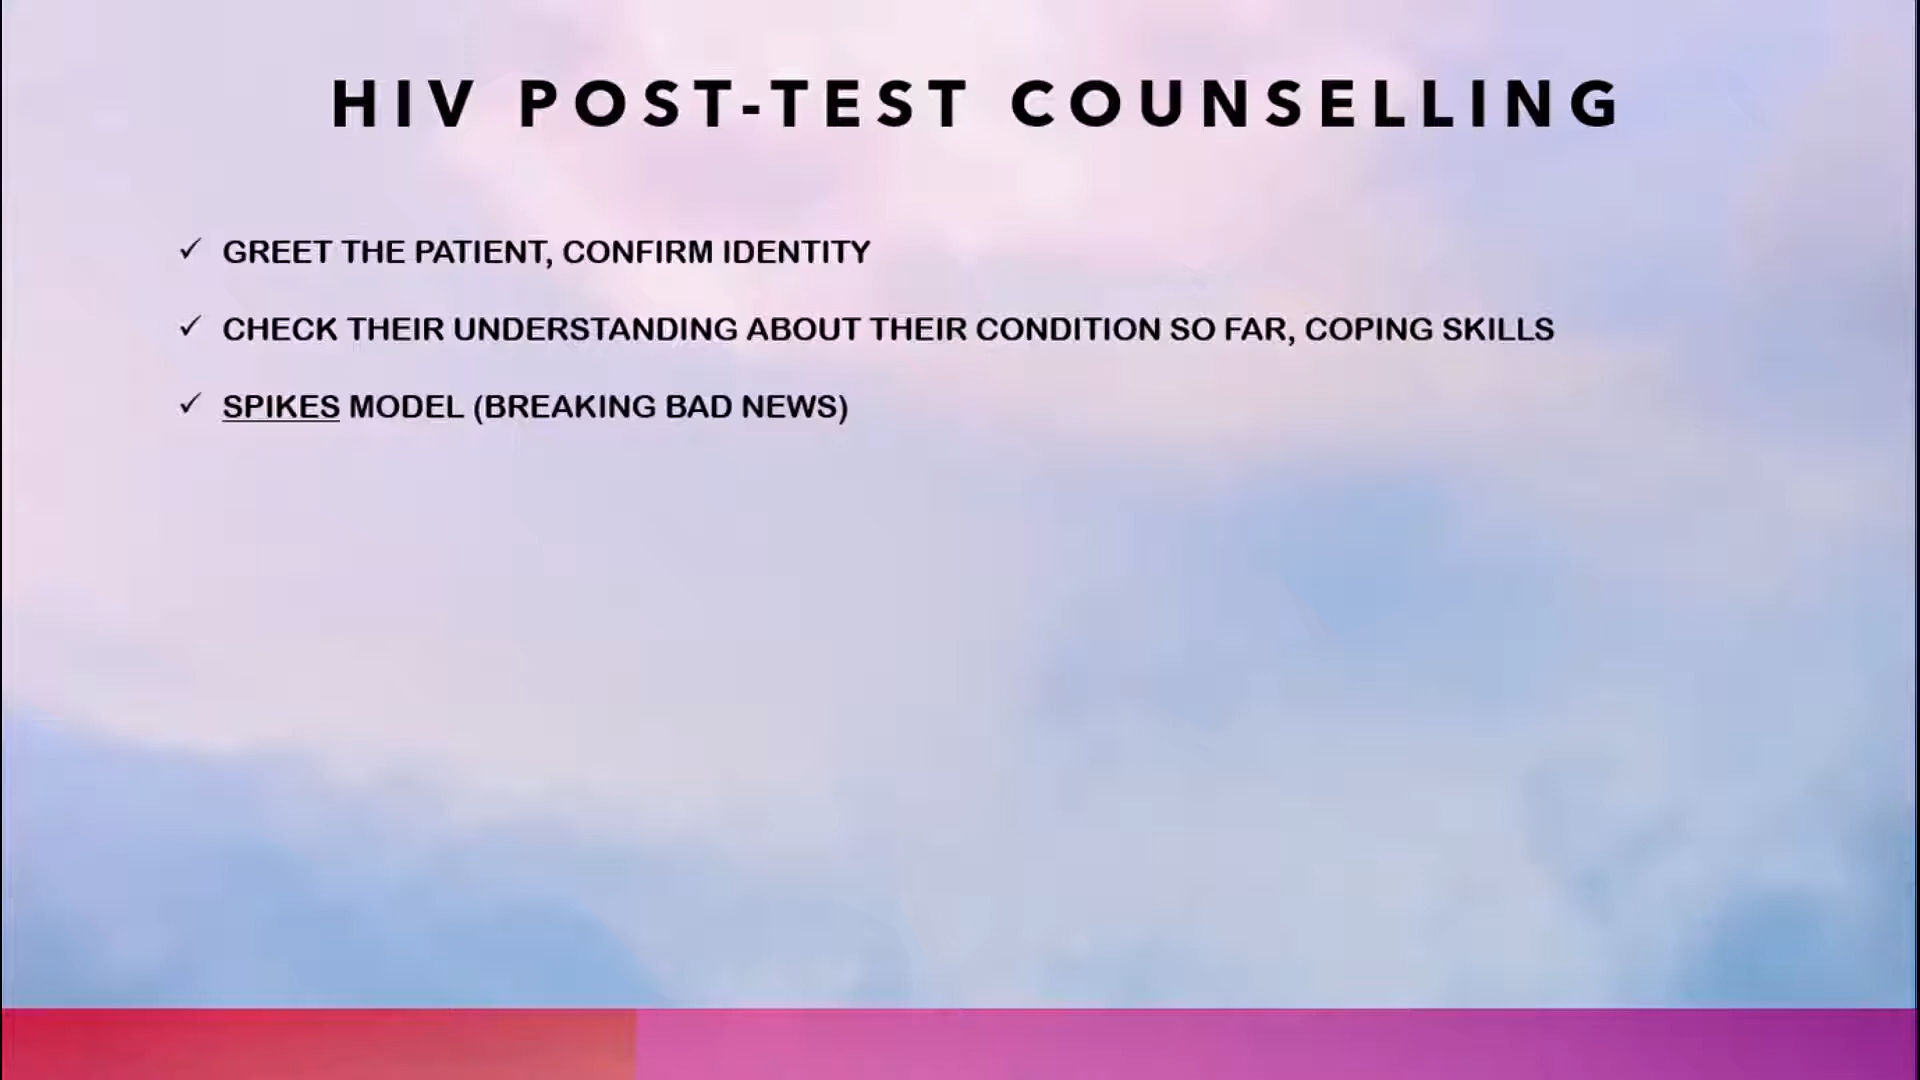 HIV POST-TEST COUNSELLING
✓ GREET THE PATIENT, CONFIRM IDENTITY
✓ CHECK THEIR UNDERSTANDING ABOUT THEIR CONDITION SO FAR, COPING SKILLS
✓ SPIKES MODEL (BREAKING BAD NEWS)